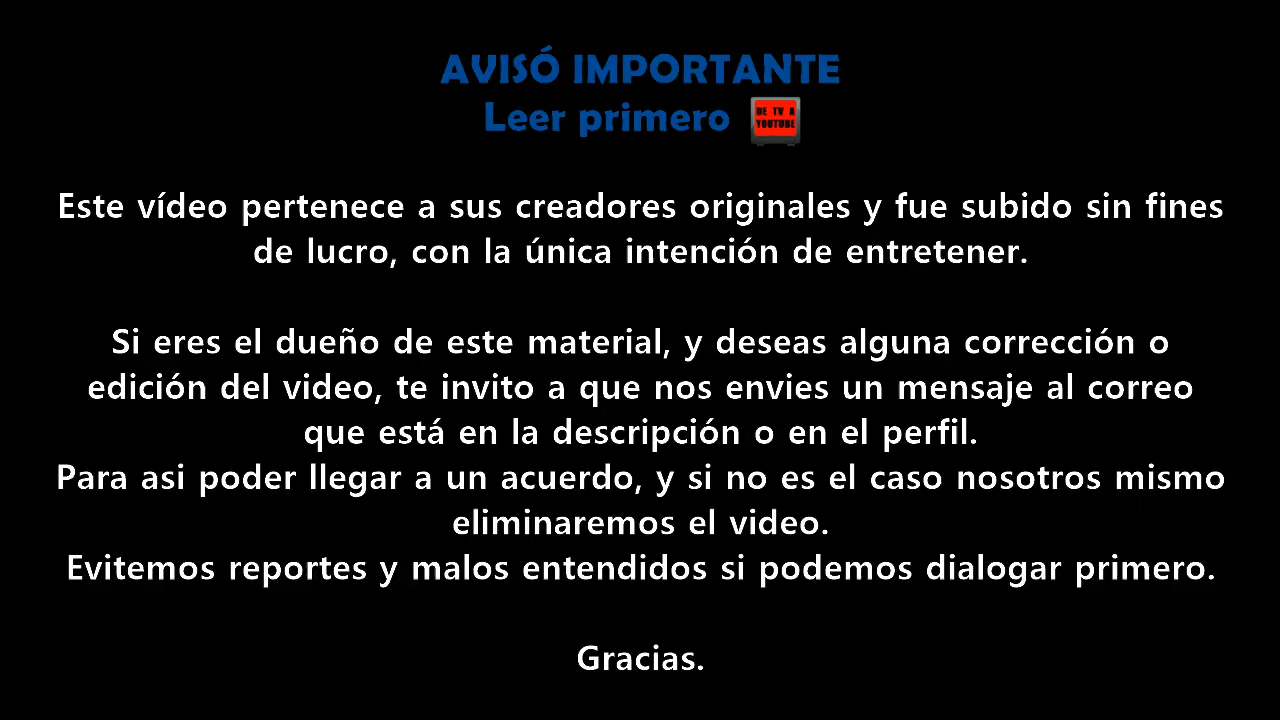 AVISÓ IMPORTANTE
Leer primero
DE TV A
YOUTUBE
Este vídeo pertenece a sus creadores originales y fue subido sin fines
de lucro, con la única intención de entretener.
Si eres el dueño de este material, y deseas alguna corrección o
edición del video, te invito a que nos envies un mensaje al correo
que está en la descripción o en el perfil.
Para asi poder llegar a un acuerdo, y si no es el caso nosotros mismo
eliminaremos el video.
Evitemos reportes y malos entendidos si podemos dialogar primero.
Gracias.